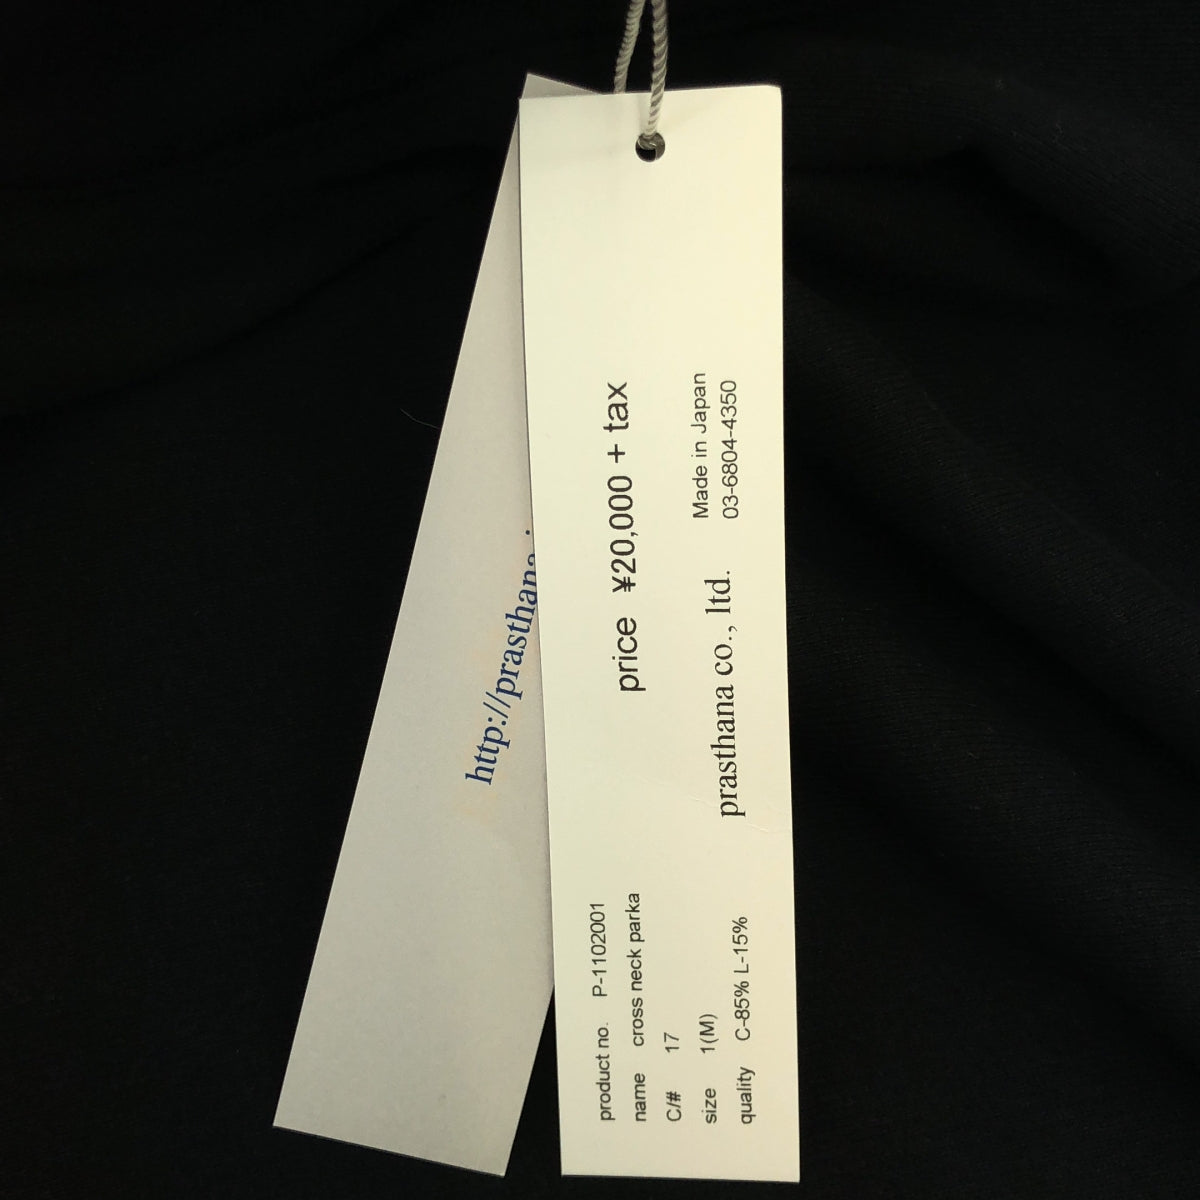 product no. P-1102001
name cross neck parka
C/# 17
size 1(M)
quality C-85% L-15%
price ¥20,000 + tax
prasthana co., ltd.
Made in Japan
03-6804-4350
http://prasthana.